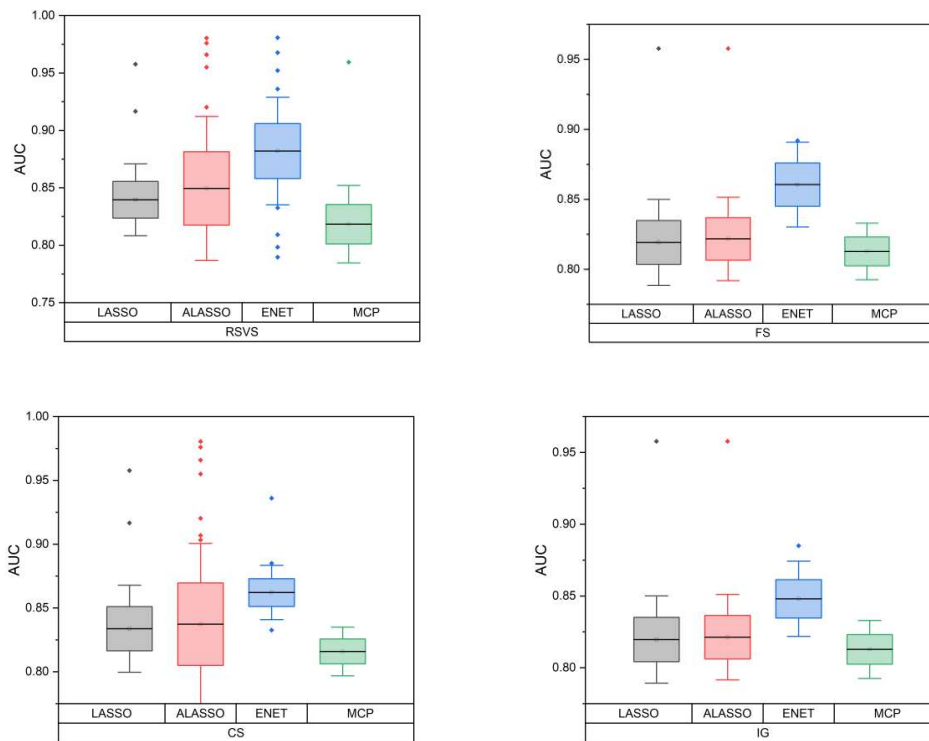 1.00
0.95
0.90
0.85
0.80
0.75
AUC
LASSO ALASSO ENET MCP
RSVS
0.95
0.90
0.85
0.80
AUC
LASSO ALASSO ENET MCP
FS
1.00
0.95
0.90
0.85
0.80
AUC
LASSO ALASSO ENET MCP
CS
0.95
0.90
0.85
0.80
AUC
LASSO ALASSO ENET MCP
IG